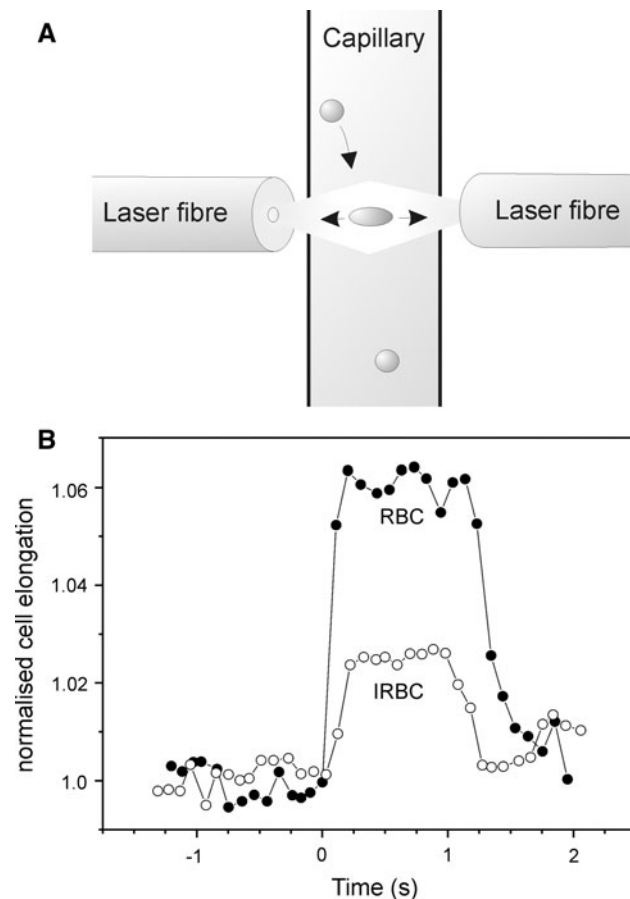 A
Capillary
Laser fibre
Laser fibre
B
1.06
1.04
1.02
1.0
normalised cell elongation
RBC
IRBC
-1 0 1 2
Time (s)